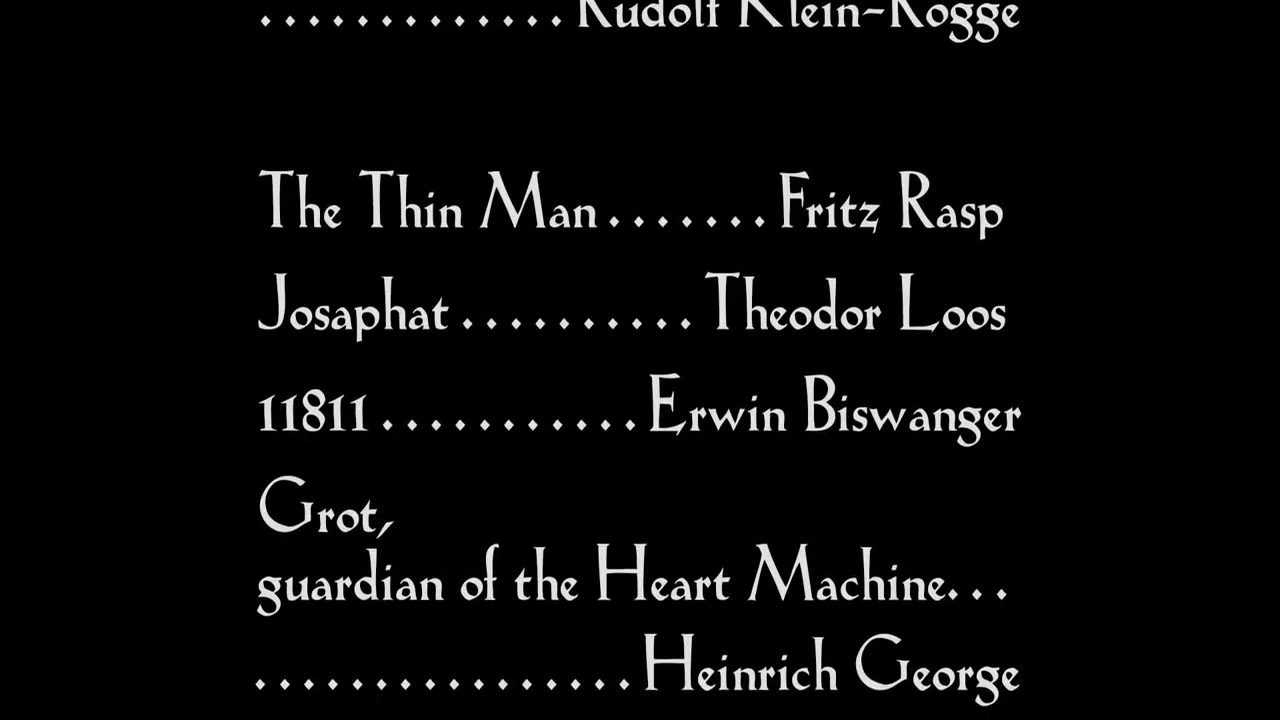 .............Rudolf Klein-Rogge
The Thin Man.......Fritz Rasp
Josaphat..........Theodor Loos
11811...........Erwin Biswanger
Grot,
guardian of the Heart Machine...
................Heinrich George